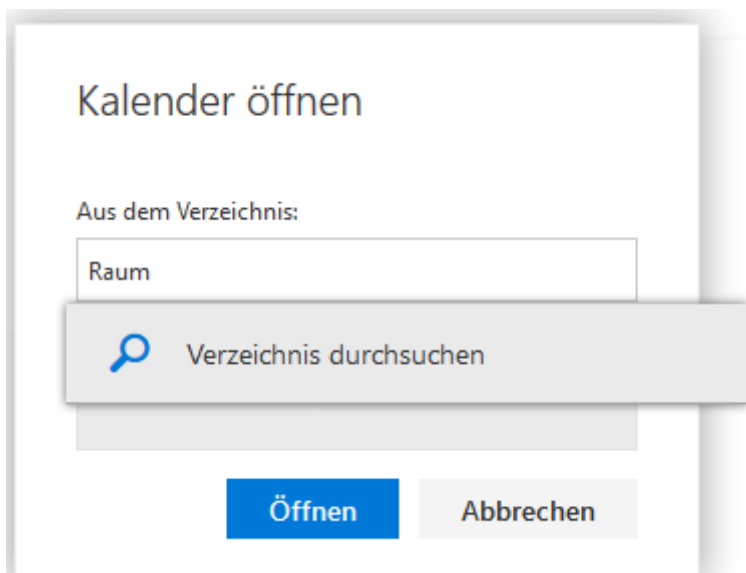 Kalender öffnen
Aus dem Verzeichnis:
Raum
Verzeichnis durchsuchen
Öffnen Abbrechen